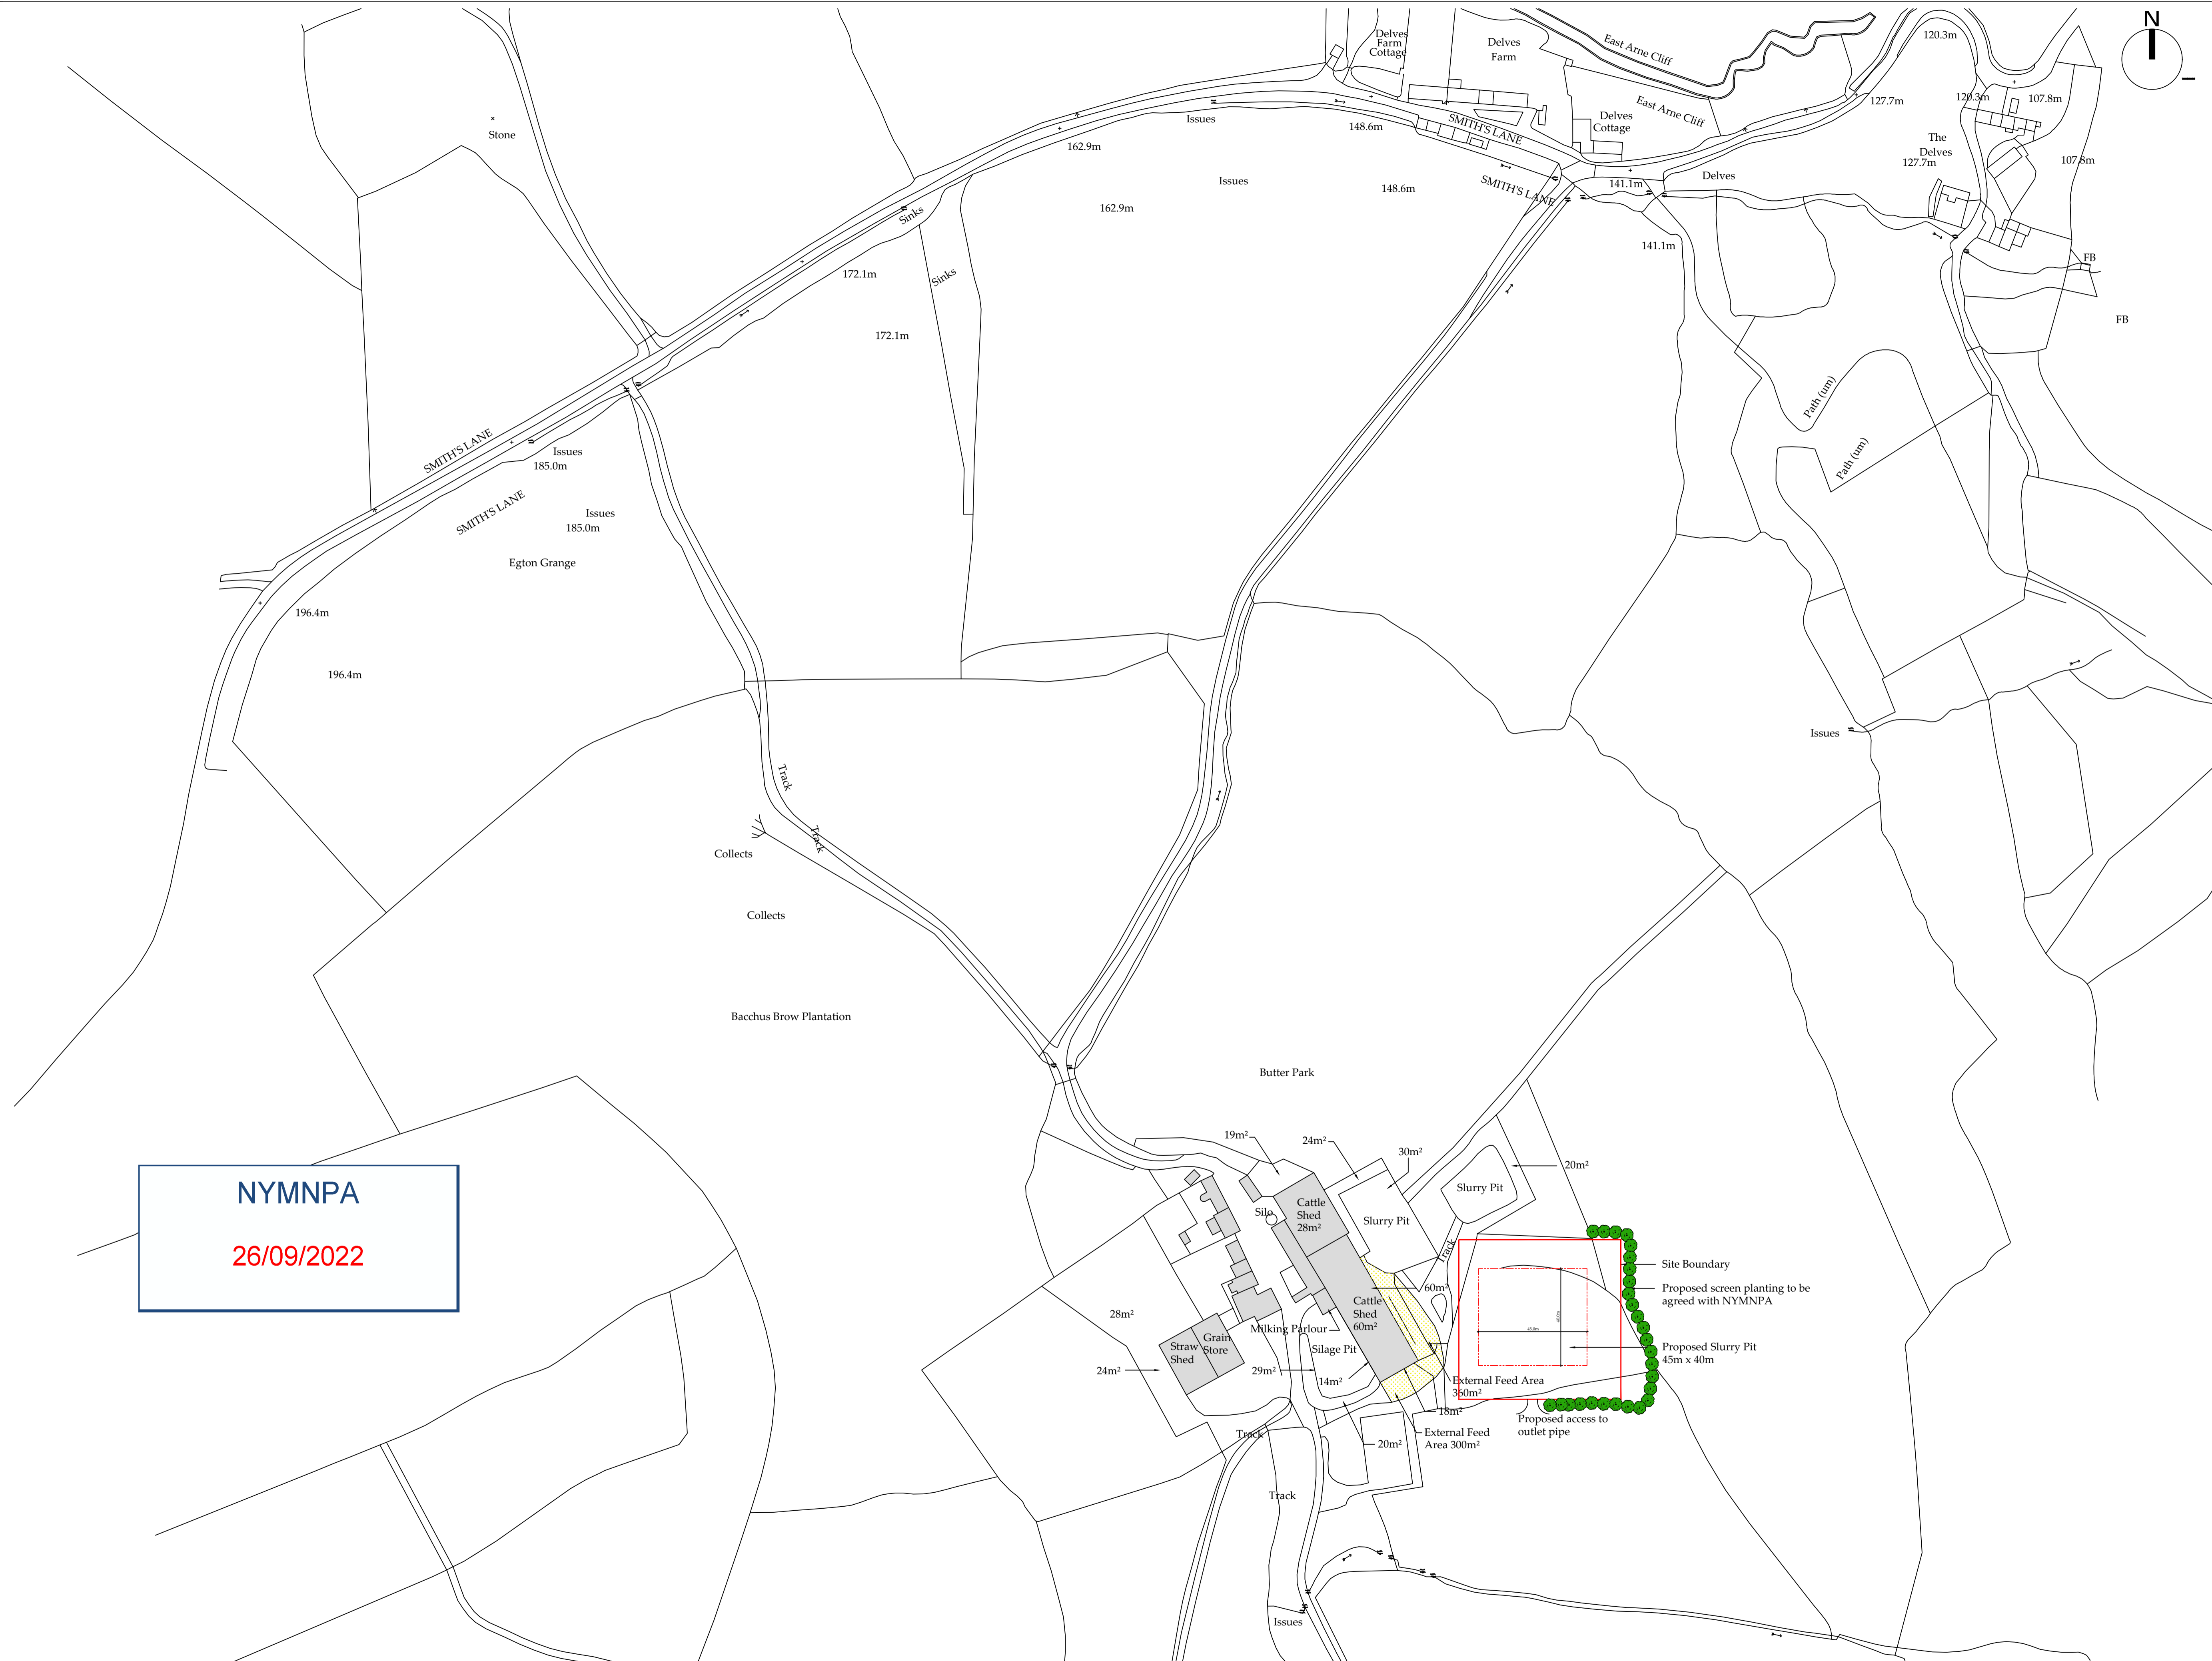 N
Delves
Farm
Cottage
Delves
Farm
East Arne Cliff
East Arne Cliff
120.3m
127.7m
120.3m
107.8m
Stone
Issues
162.9m
148.6m
SMITH'S LANE
Delves
Cottage
The
Delves
127.7m
107.8m
Issues
162.9m
148.6m
SMITH'S LANE
141.1m
Delves
Sinks
141.1m
172.1m
Sinks
FB
172.1m
FB
Path (um)
Path (um)
SMITH'S LANE
Issues
185.0m
SMITH'S LANE
Issues
185.0m
Egton Grange
196.4m
196.4m
Issues
Track
Track
Collects
Collects
Bacchus Brow Plantation
Butter Park
NYMNPA
26/09/2022
19m²
24m²
30m²
20m²
Slurry Pit
Cattle
Shed
28m²
Silo
Slurry Pit
Track
Site Boundary
60m²
Proposed screen planting to be
agreed with NYMNPA
Cattle
Shed
60m²
28m²
Milking Parlour
Grain
Store
Straw
Shed
Silage Pit
Proposed Slurry Pit
45m x 40m
45.0m
40.0m
24m²
29m²
14m²
External Feed Area
360m²
18m²
Proposed access to
outlet pipe
External Feed
Area 300m²
20m²
Track
Track
Issues